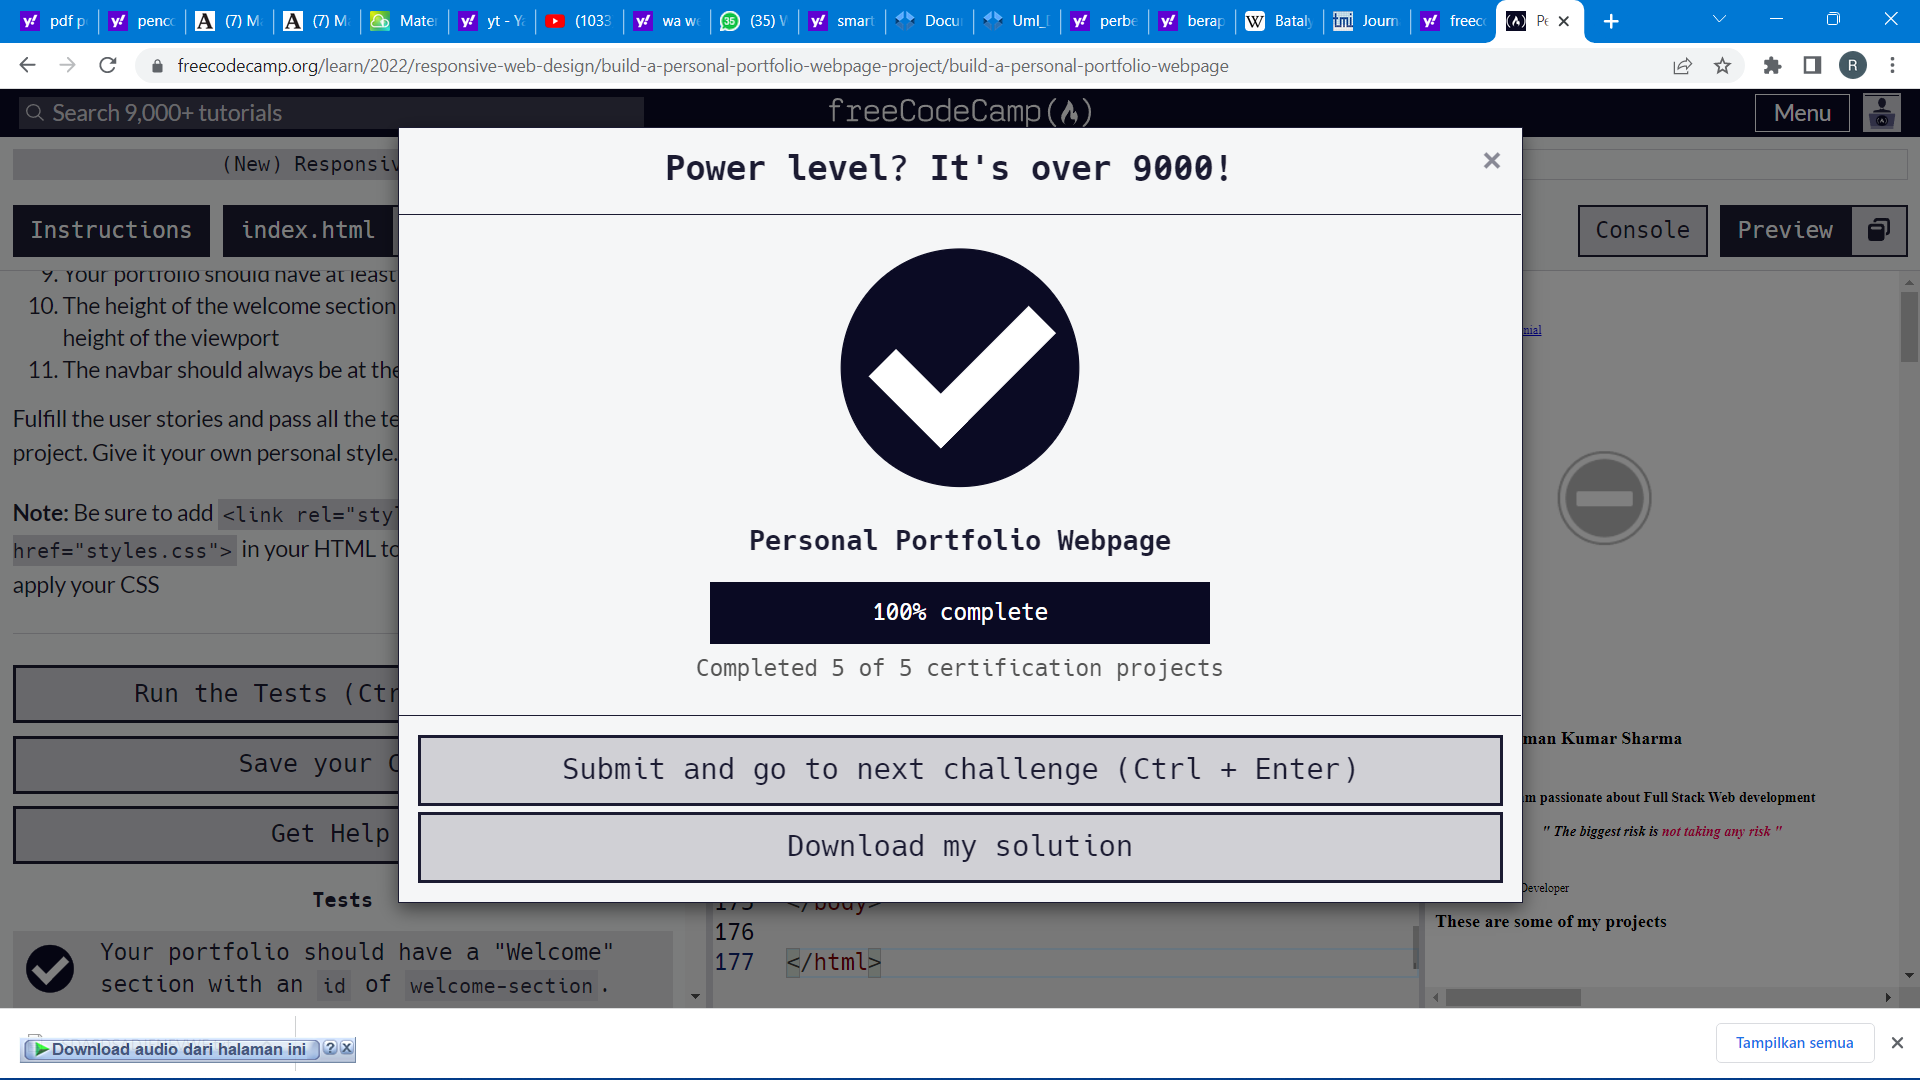 pdf p
penco
(7) M
(7) M
Mater
yt - Y
(1033
wa w
(35) W
smart
Docu
Uml_
perbe
berap
Bataly
Journ
freec
Pe
freecodecamp.org/learn/2022/responsive-web-design/build-a-personal-portfolio-webpage-project/build-a-personal-portfolio-webpage
R
Search 9,000+ tutorials
freeCodeCamp
Menu
(New) Responsiv
Instructions
index.html
Console
Preview
9. Your portfolio should have at least
10. The height of the welcome section
height of the viewport
11. The navbar should always be at the
Fulfill the user stories and pass all the te
project. Give it your own personal style.
Note: Be sure to add <link rel="styl
href="styles.css"> in your HTML to
apply your CSS
Run the Tests (Ctr
Save your C
Get Help
Tests
Your portfolio should have a "Welcome"
section with an id of welcome-section.
Power level? It's over 9000!
×
Personal Portfolio Webpage
100% complete
Completed 5 of 5 certification projects
Submit and go to next challenge (Ctrl + Enter)
Download my solution
175 </body>
176
177 </html>
nial
man Kumar Sharma
m passionate about Full Stack Web development
" The biggest risk is not taking any risk "
Developer
These are some of my projects
Download audio dari halaman ini
?
Tampilkan semua